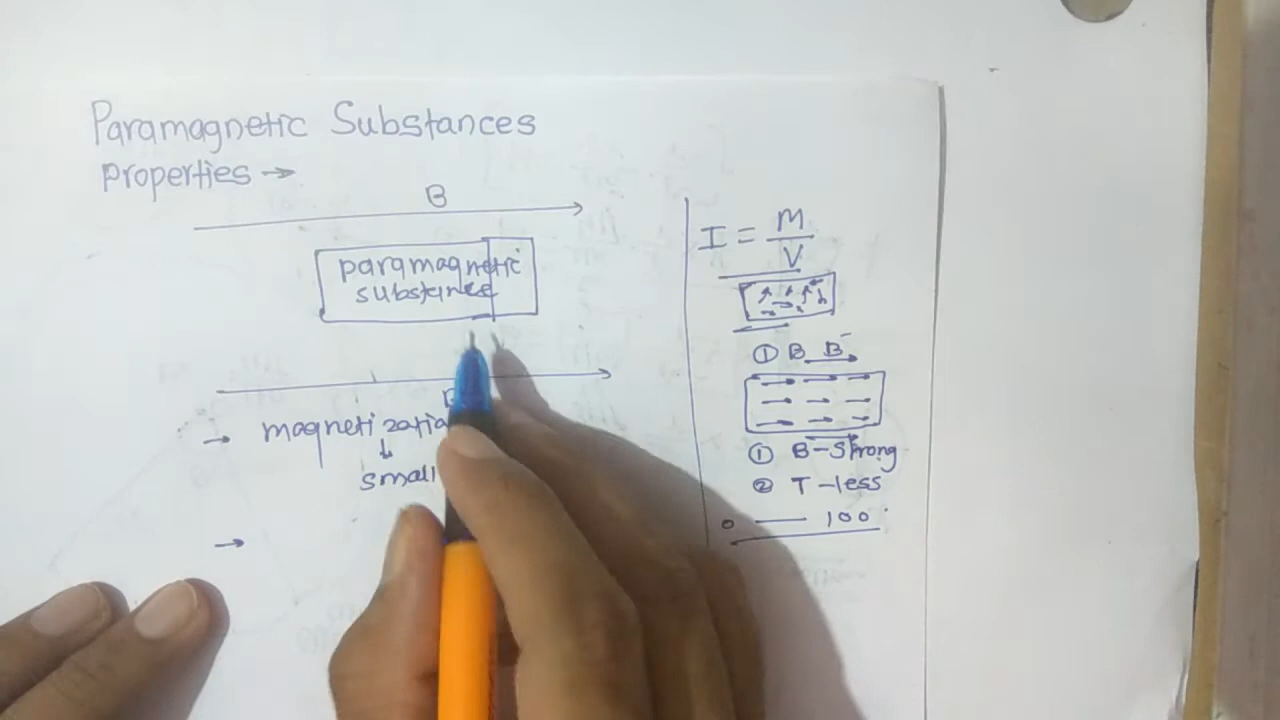 Paramagnetic Substances
Properties →
B
paramagnetic
substance
magnetization
↓
small
→
I = M/V
① B B
① B-Strong
② T-less
0 — 100